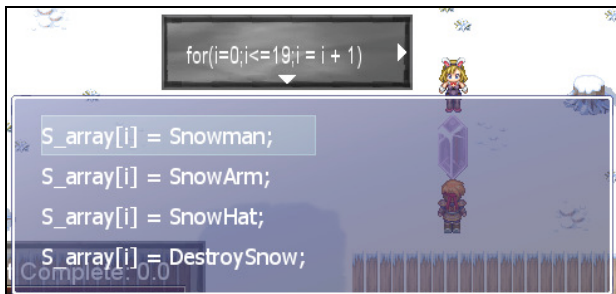 for(i=0;i<=19;i = i + 1)
S_array[i] = Snowman;
S_array[i] = SnowArm;
S_array[i] = SnowHat;
S_array[i] = DestroySnow;
Complete: 0.0